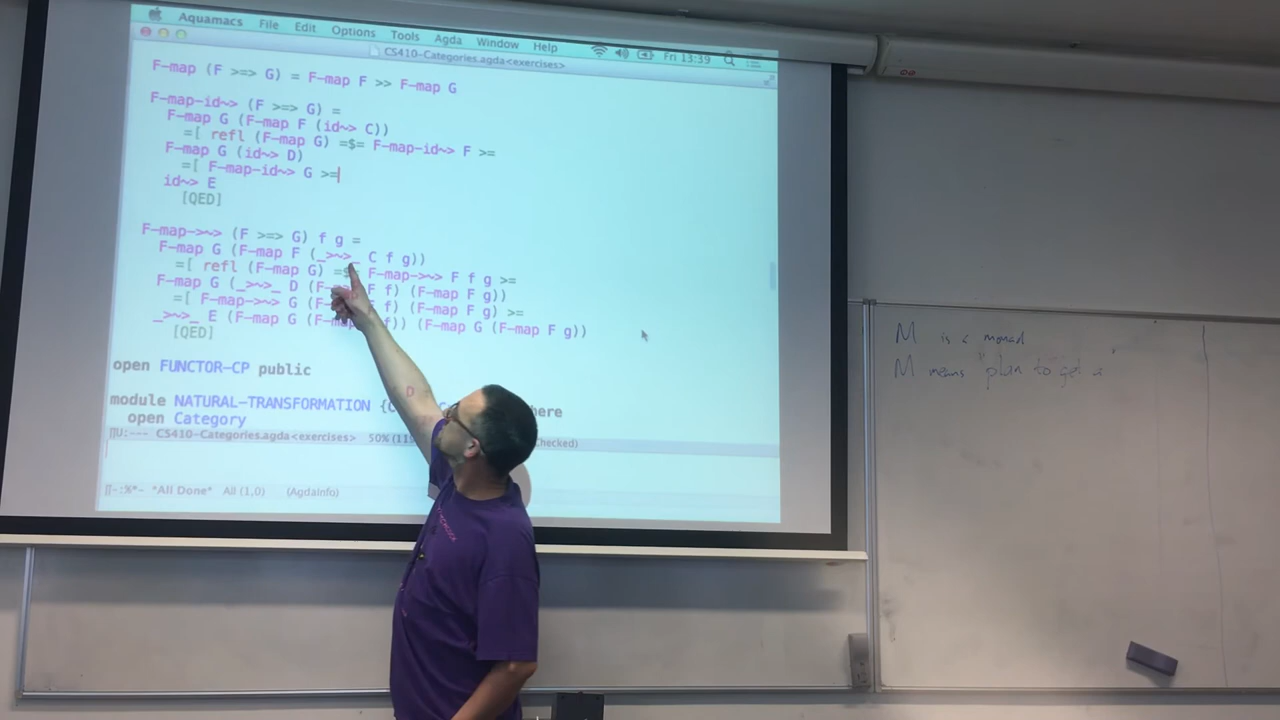 Aquamacs File Edit Options Tools Agda Window Help Fri 13:39
CS410-Categories.agda<exercises>
F-map (F >=> G) = F-map F >> F-map G
F-map-id~> (F >=> G) =
F-map G (F-map F (id~> C))
=[ refl (F-map G) =$= F-map-id~> F >=
F-map G (id~> D)
=[ F-map-id~> G >=
id~> E
[QED]
F-map->~> (F >=> G) f g =
F-map G (F-map F (_>~>_ C f g))
=[ refl (F-map G) =$ F-map->~> F f g >=
F-map G (_>~>_ D (F- F f) (F-map F g))
=[ F-map->~> G (F- f) (F-map F g) >=
_>~>_ E (F-map G (F-map f)) (F-map G (F-map F g))
[QED]
open FUNCTOR-CP public
module NATURAL-TRANSFORMATION {C here
open Category
U:--- CS410-Categories.agda<exercises> 50% Checked)
-:%*- *All Done* All (1,0) (AgdaInfo)
M is a monad
M means "plan to get a"